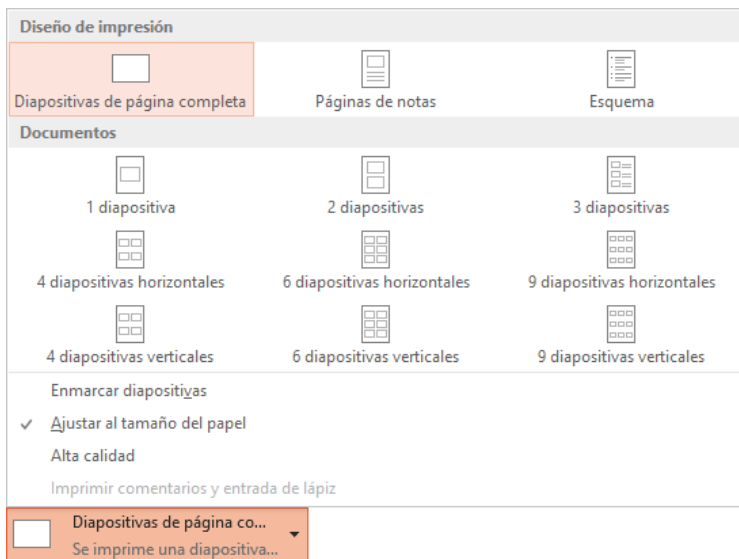 Diseño de impresión
Diapositivas de página completa
Páginas de notas
Esquema
Documentos
1 diapositiva
2 diapositivas
3 diapositivas
4 diapositivas horizontales
6 diapositivas horizontales
9 diapositivas horizontales
4 diapositivas verticales
6 diapositivas verticales
9 diapositivas verticales
Enmarcar diapositivas
Ajustar al tamaño del papel
Alta calidad
Imprimir comentarios y entrada de lápiz
Diapositivas de página co...
Se imprime una diapositiva...